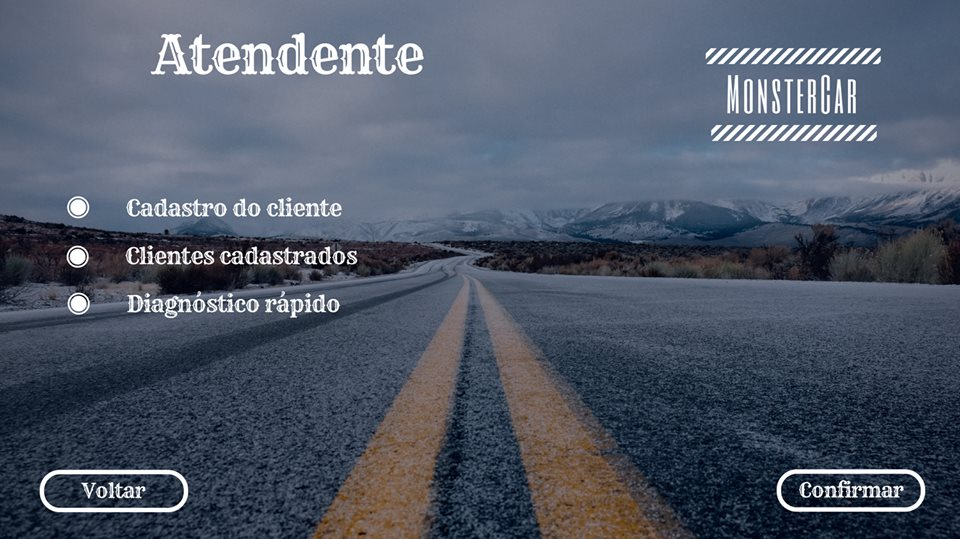 Atendente
MonsterCar
Cadastro do cliente
Clientes cadastrados
Diagnóstico rápido
Voltar
Confirmar